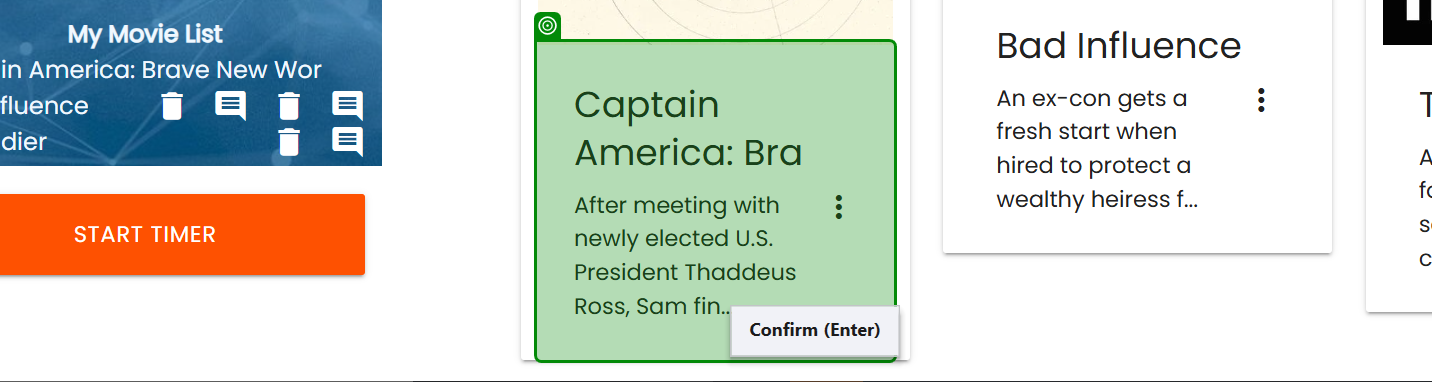 My Movie List
in America: Brave New Wor
fluence
dier
START TIMER
Captain
America: Bra
After meeting with
newly elected U.S.
President Thaddeus
Ross, Sam fin..
Confirm (Enter)
Bad Influence
An ex-con gets a
fresh start when
hired to protect a
wealthy heiress f...